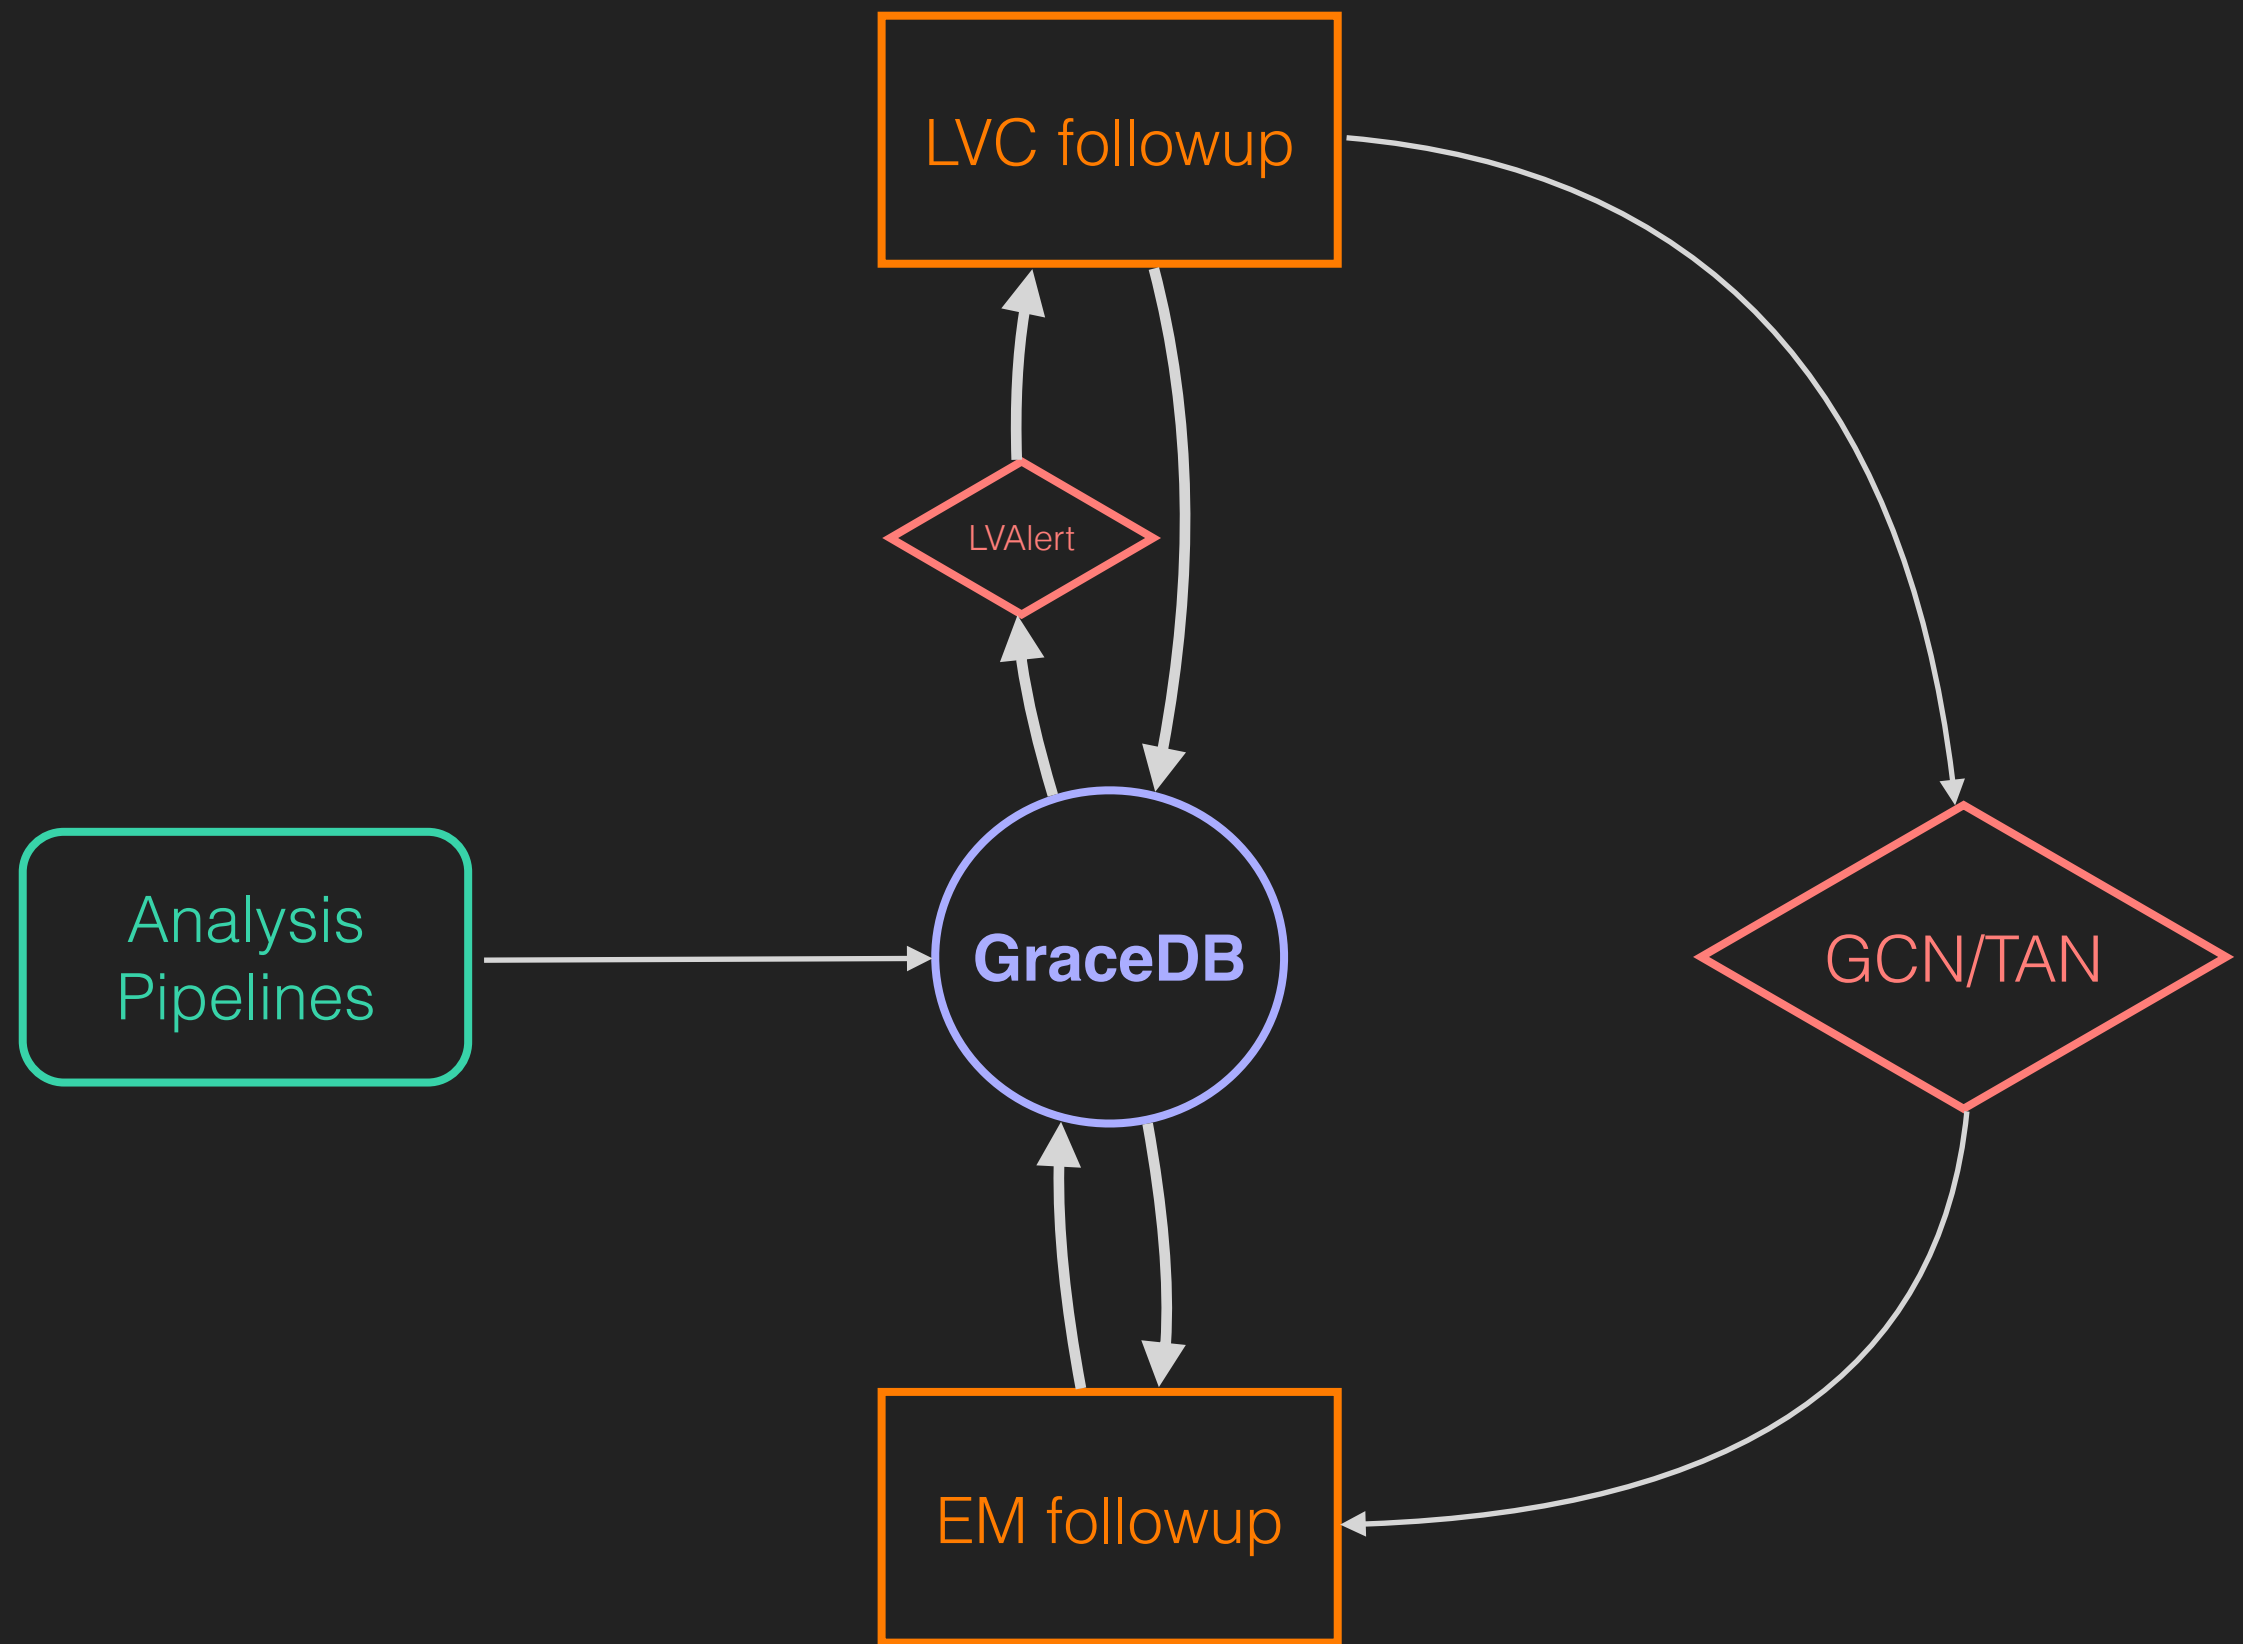 LVC followup
LVAlert
Analysis
Pipelines
GraceDB
GCN/TAN
EM followup